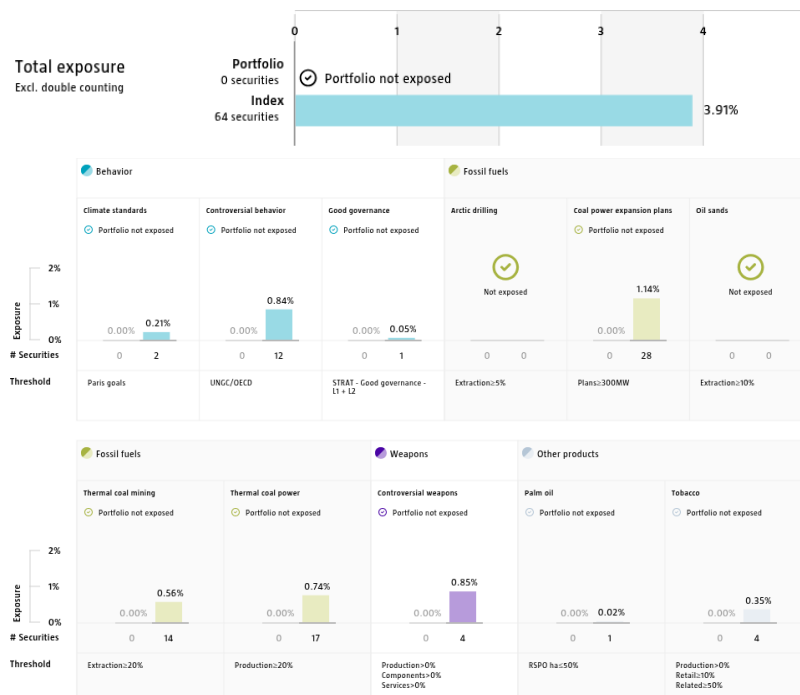 0 1 2 3 4
Total exposure
Excl. double counting
Portfolio
0 securities
Portfolio not exposed
Index
64 securities
3.91%
Behavior
Fossil fuels
Climate standards
Controversial behavior
Good governance
Arctic drilling
Coal power expansion plans
Oil sands
Portfolio not exposed
Portfolio not exposed
Portfolio not exposed
Portfolio not exposed
Not exposed
Not exposed
Exposure
2%
1%
0%
0.00% 0.21%
0.00% 0.84%
0.00% 0.05%
0.00% 1.14%
# Securities
0 2
0 12
0 1
0 0
0 28
0 0
Threshold
Paris goals
UNGC/OECD
STRAT - Good governance -
L1 + L2
Extraction≥5%
Plans≥300MW
Extraction≥10%
Fossil fuels
Weapons
Other products
Thermal coal mining
Thermal coal power
Controversial weapons
Palm oil
Tobacco
Portfolio not exposed
Portfolio not exposed
Portfolio not exposed
Portfolio not exposed
Portfolio not exposed
Exposure
2%
1%
0%
0.00% 0.56%
0.00% 0.74%
0.00% 0.85%
0.00% 0.02%
0.00% 0.35%
# Securities
0 14
0 17
0 4
0 1
0 4
Threshold
Extraction≥20%
Production≥20%
Production>0%
Components>0%
Services>0%
RSPO ha≤50%
Production>0%
Retail≥10%
Related≥50%